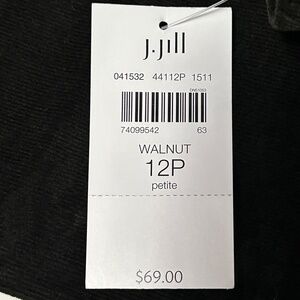 J.Jill
041532 44112P 1511
74099542 63
WALNUT
12P
petite
$69.00